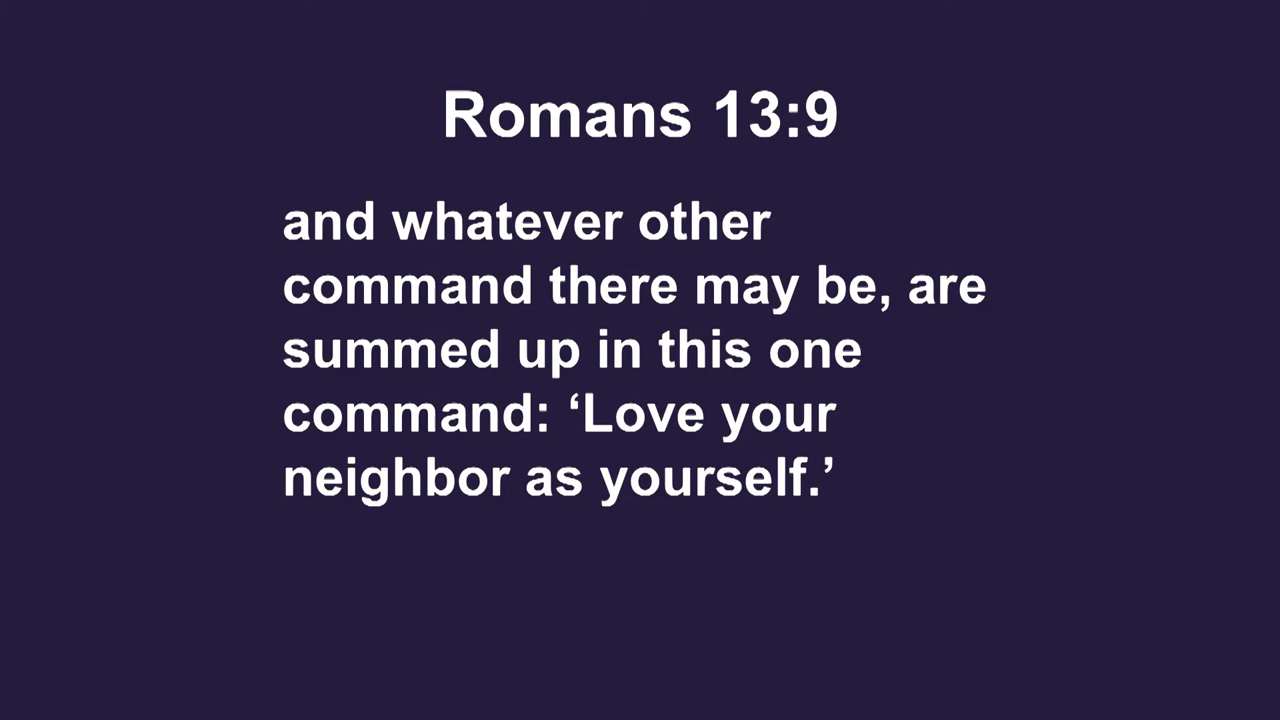 Romans 13:9
and whatever other
command there may be, are
summed up in this one
command: ‘Love your
neighbor as yourself.’